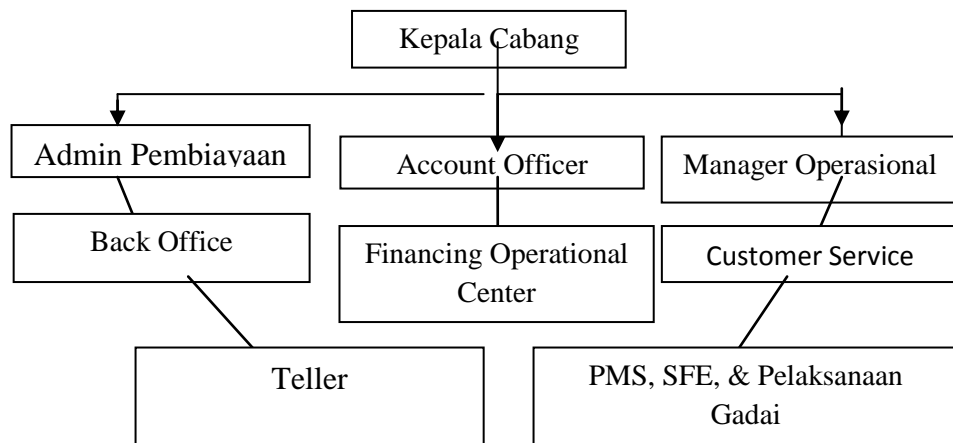 Kepala Cabang
Admin Pembiayaan
Account Officer
Manager Operasional
Back Office
Financing Operational
Center
Customer Service
Teller
PMS, SFE, & Pelaksanaan
Gadai